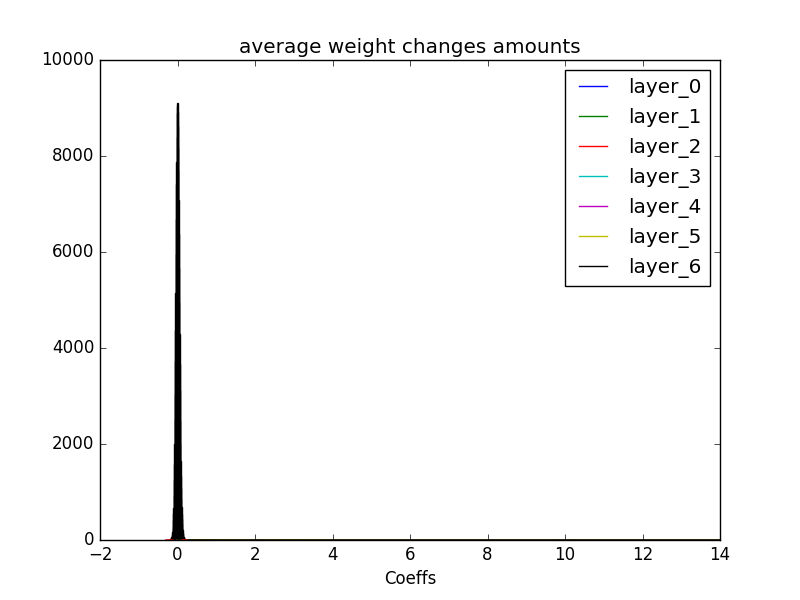 average weight changes amounts
10000
8000
6000
4000
2000
0
−2 0 2 4 6 8 10 12 14
Coeffs
layer_0
layer_1
layer_2
layer_3
layer_4
layer_5
layer_6